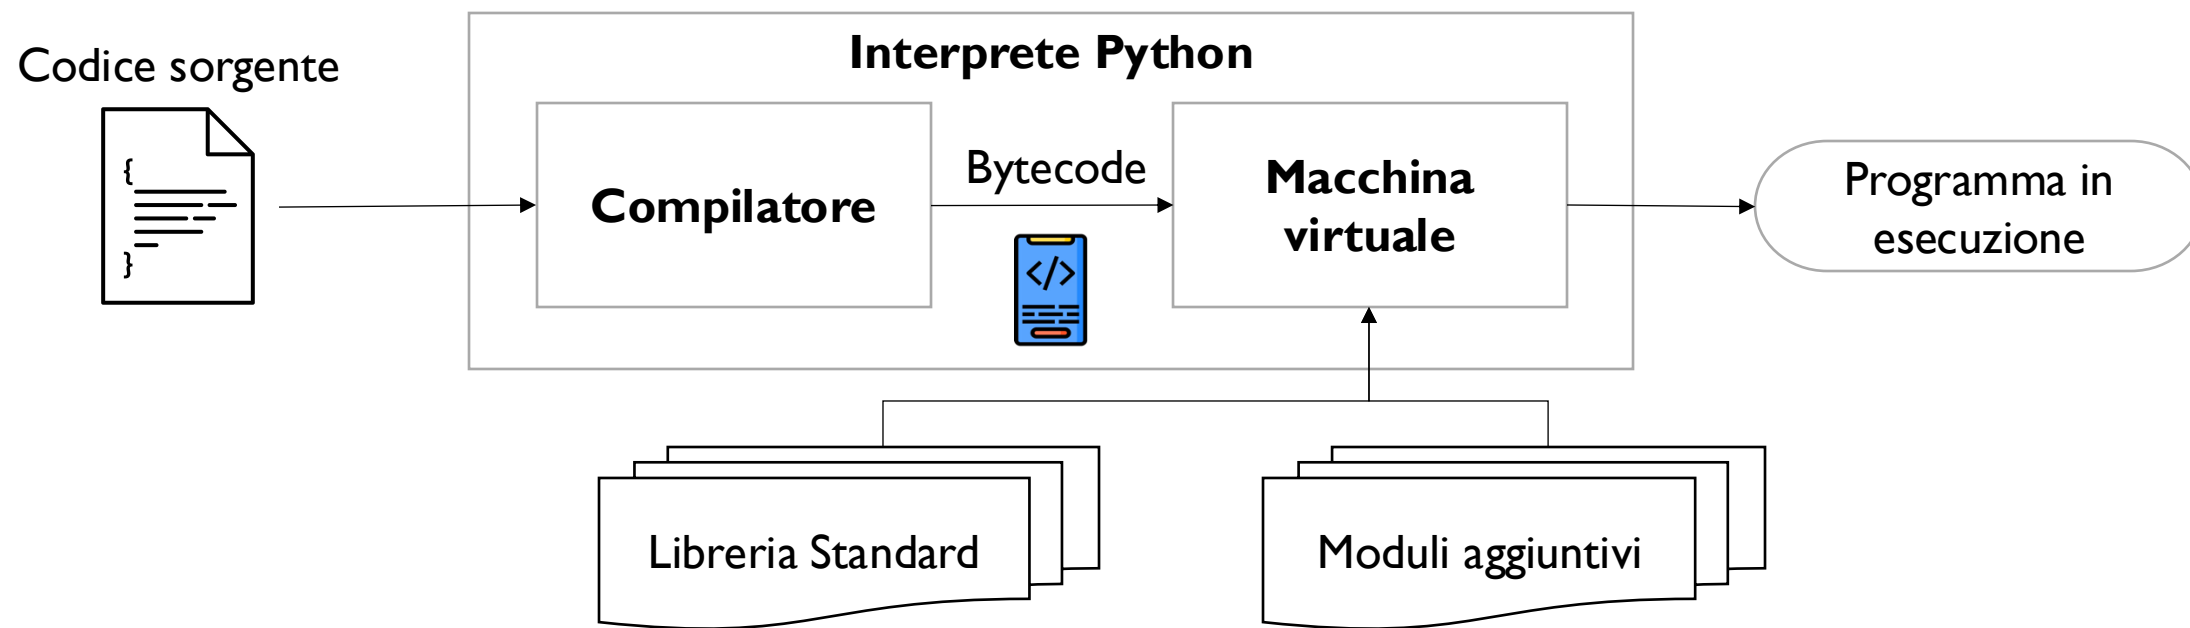 Codice sorgente
Interprete Python
Compilatore
Bytecode
</>
Macchina
virtuale
Programma in
esecuzione
Libreria Standard
Moduli aggiuntivi